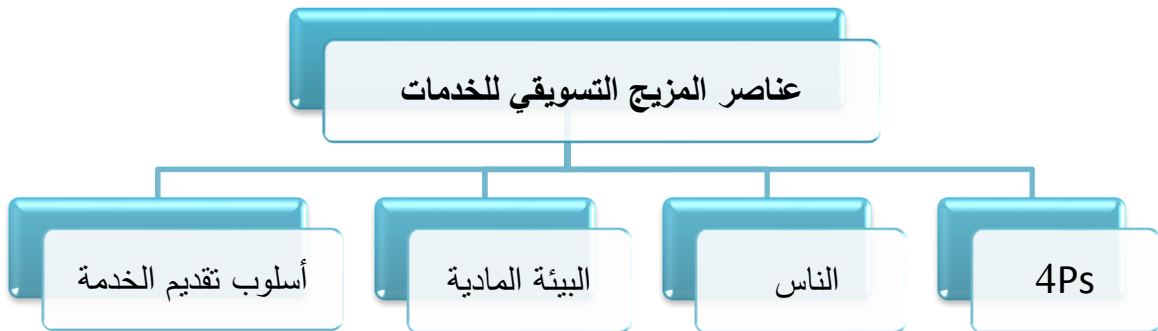 عناصر المزيج التسويقي للخدمات
4Ps
الناس
البيئة المادية
أسلوب تقديم الخدمة